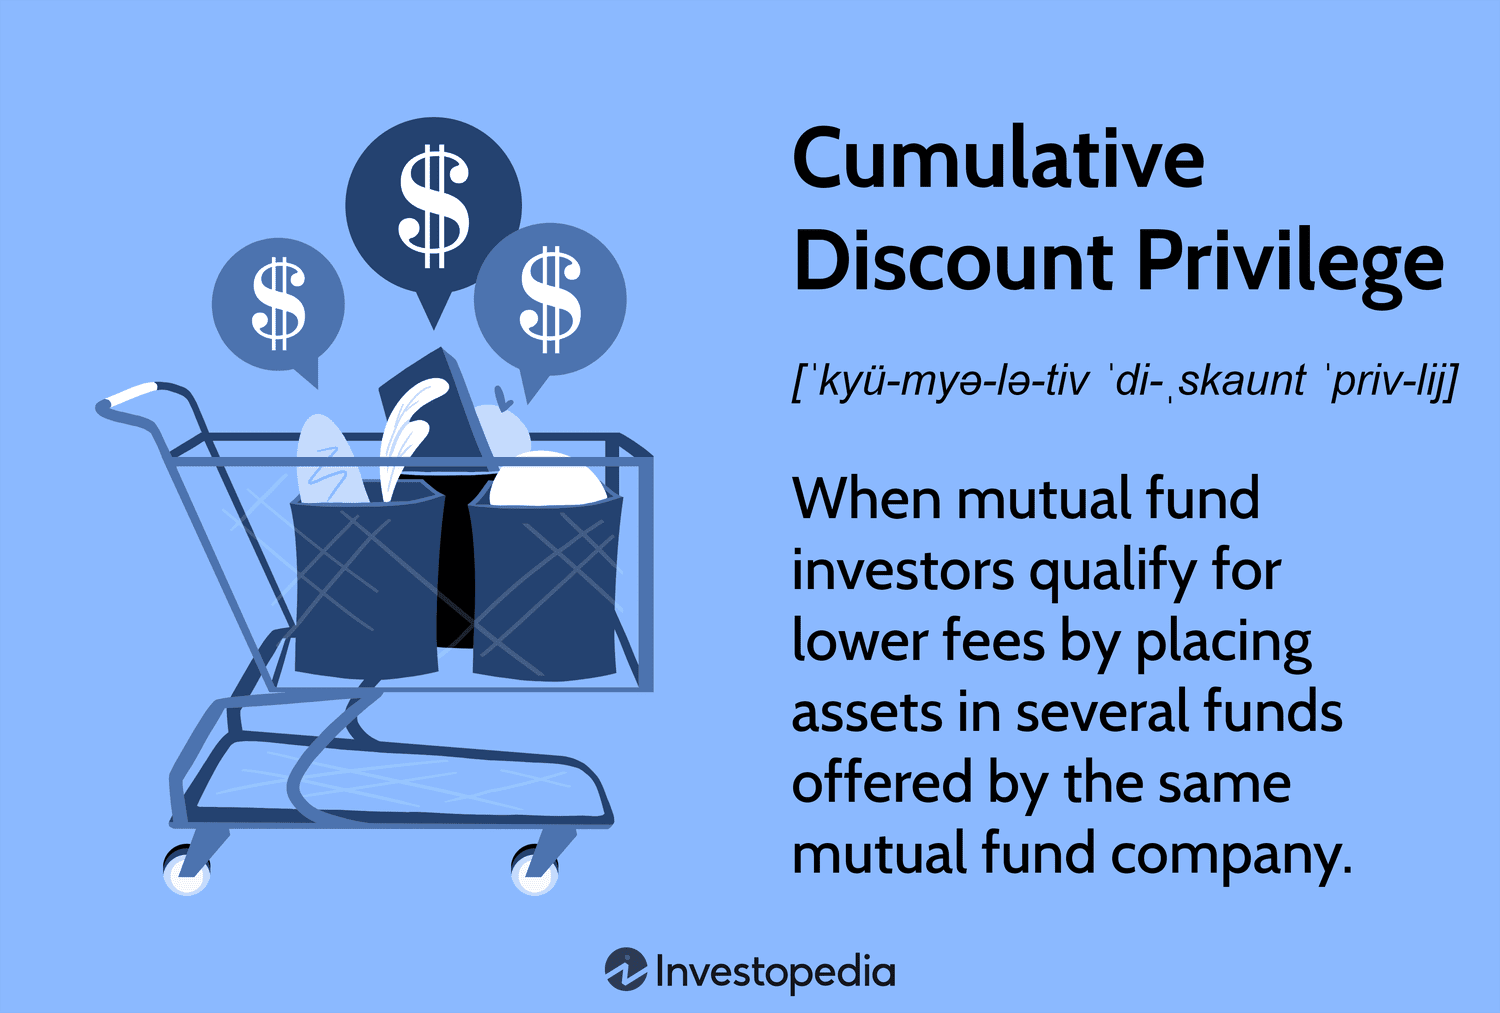 $
$
$
Cumulative
Discount Privilege
[ˈkyü-myə-lə-tiv ˈdi-ˌskaunt ˈpriv-lij]
When mutual fund
investors qualify for
lower fees by placing
assets in several funds
offered by the same
mutual fund company.
Investopedia